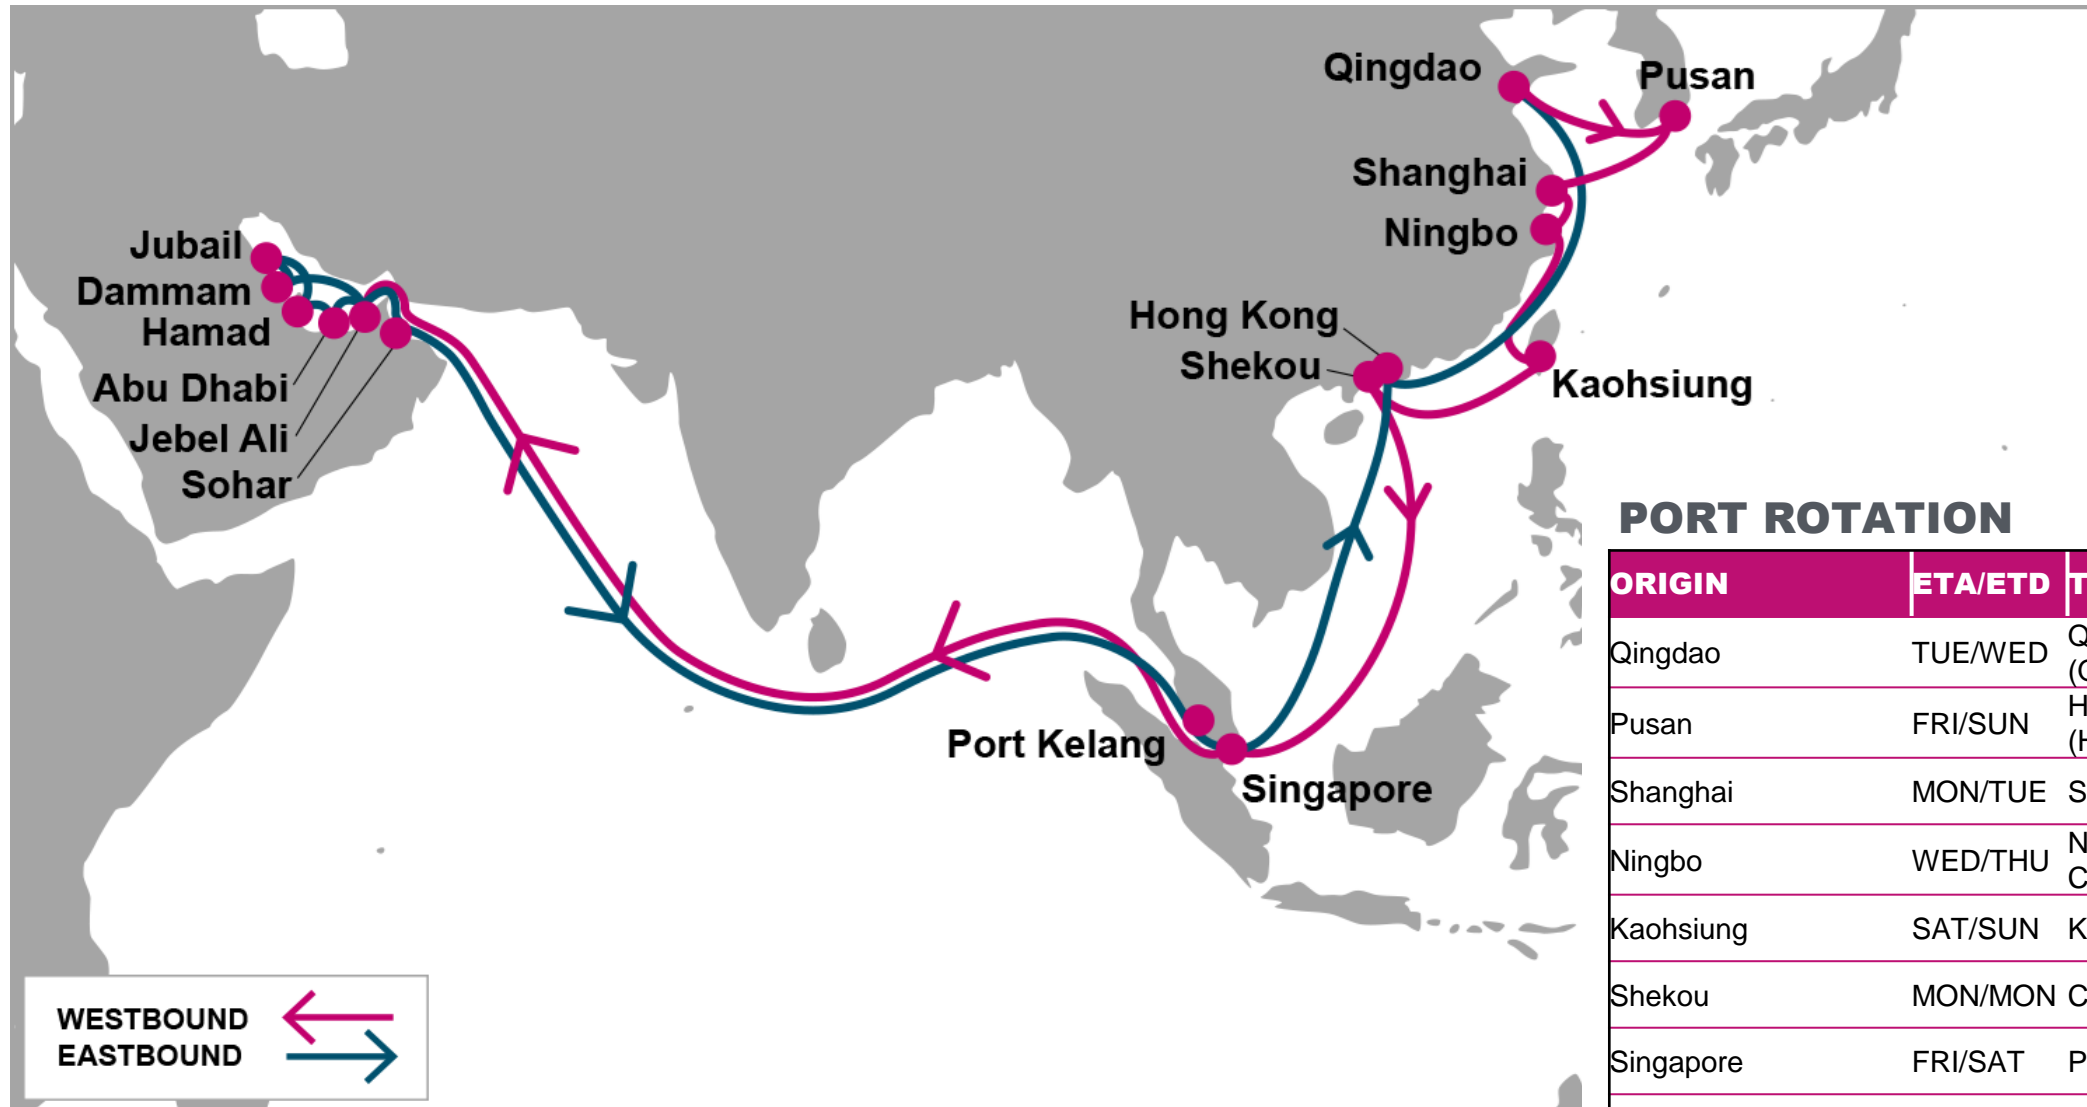 Qingdao
Pusan
Shanghai
Ningbo
Jubail
Dammam
Hamad
Abu Dhabi
Jebel Ali
Sohar
Hong Kong
Shekou
Kaohsiung
Port Kelang
Singapore
WESTBOUND
EASTBOUND
PORT ROTATION
ORIGIN ETA/ETD
Qingdao TUE/WED
Pusan FRI/SUN
Shanghai MON/TUE
Ningbo WED/THU
Kaohsiung SAT/SUN
Shekou MON/MON
Singapore FRI/SAT